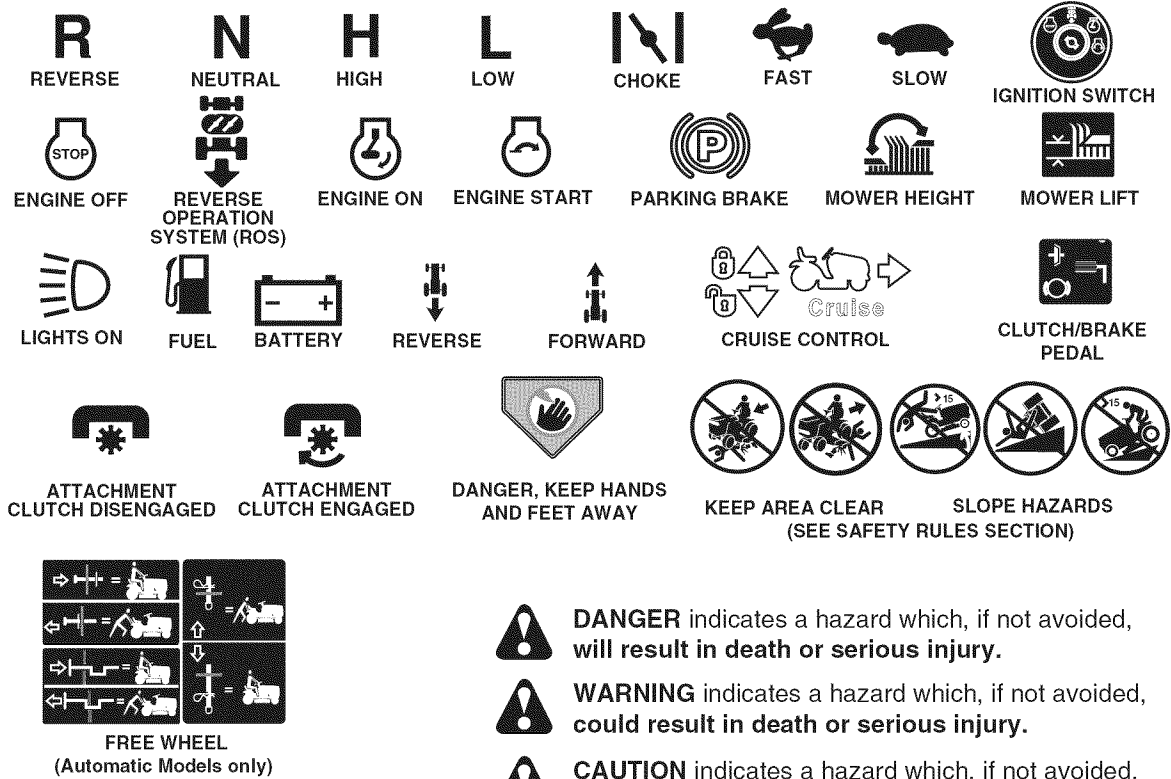 R N H L
REVERSE NEUTRAL HIGH LOW CHOKE FAST SLOW
IGNITION SWITCH
STOP P
ENGINE OFF REVERSE ENGINE ON ENGINE START PARKING BRAKE MOWER HEIGHT MOWER LIFT
OPERATION
SYSTEM (ROS)
Cruise
LIGHTS ON FUEL BATTERY REVERSE FORWARD CRUISE CONTROL CLUTCH/BRAKE
PEDAL
15 15
ATTACHMENT ATTACHMENT DANGER, KEEP HANDS KEEP AREA CLEAR SLOPE HAZARDS
CLUTCH DISENGAGED CLUTCH ENGAGED AND FEET AWAY (SEE SAFETY RULES SECTION)
DANGER indicates a hazard which, if not avoided,
will result in death or serious injury.
WARNING indicates a hazard which, if not avoided,
could result in death or serious injury.
FREE WHEEL
(Automatic Models only)
CAUTION indicates a hazard which, if not avoided,